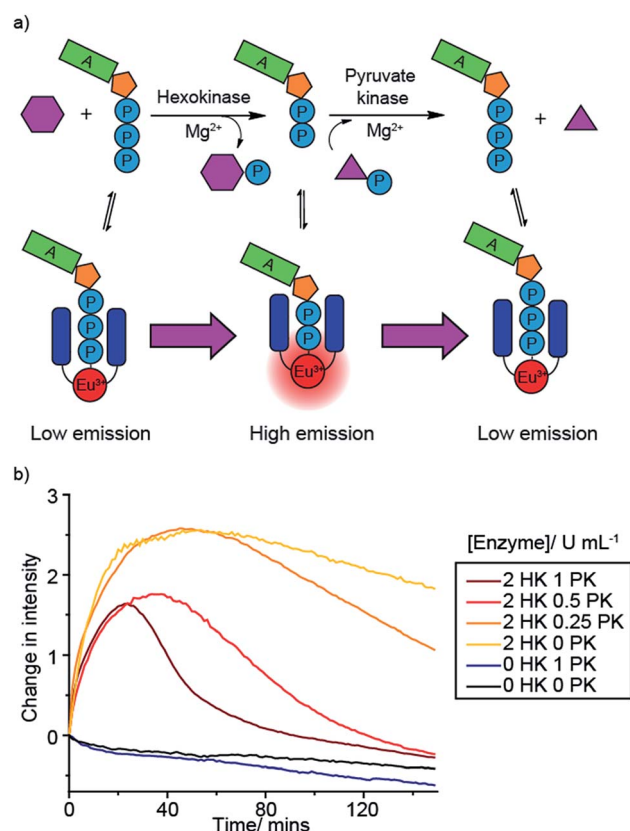 a)
A
P
P
P
+
Hexokinase
Mg²⁺
P
A
P
P
Pyruvate
kinase
Mg²⁺
P
A
P
P
P
+
A
P
P
P
Eu³⁺
A
P
P
Eu³⁺
A
P
P
P
Eu³⁺
Low emission
High emission
Low emission
b)
Change in intensity
3
2
1
0
0
40
80
120
Time/ mins
[Enzyme]/ U mL⁻¹
2 HK 1 PK
2 HK 0.5 PK
2 HK 0.25 PK
2 HK 0 PK
0 HK 1 PK
0 HK 0 PK